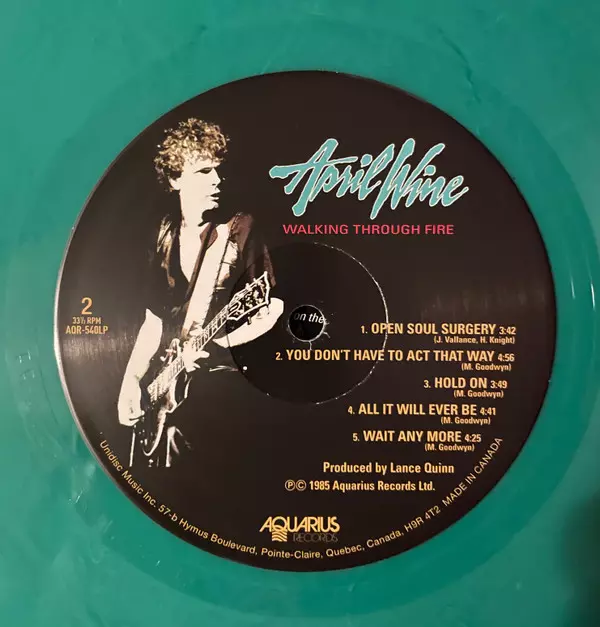 April Wine
WALKING THROUGH FIRE
2
33⅓ RPM
AQR-540LP
on the
1. OPEN SOUL SURGERY 3:42
(J. Vallance, H. Knight)
2. YOU DON'T HAVE TO ACT THAT WAY 4:56
(M. Goodwyn)
3. HOLD ON 3:49
(M. Goodwyn)
4. ALL IT WILL EVER BE 4:41
(M. Goodwyn)
5. WAIT ANY MORE 4:25
(M. Goodwyn)
Produced by Lance Quinn
℗© 1985 Aquarius Records Ltd.
AQUARIUS
RECORDS
Unidisc Music Inc. 57-b Hymus Boulevard, Pointe-Claire, Quebec, Canada, H9R 4T2 MADE IN CANADA